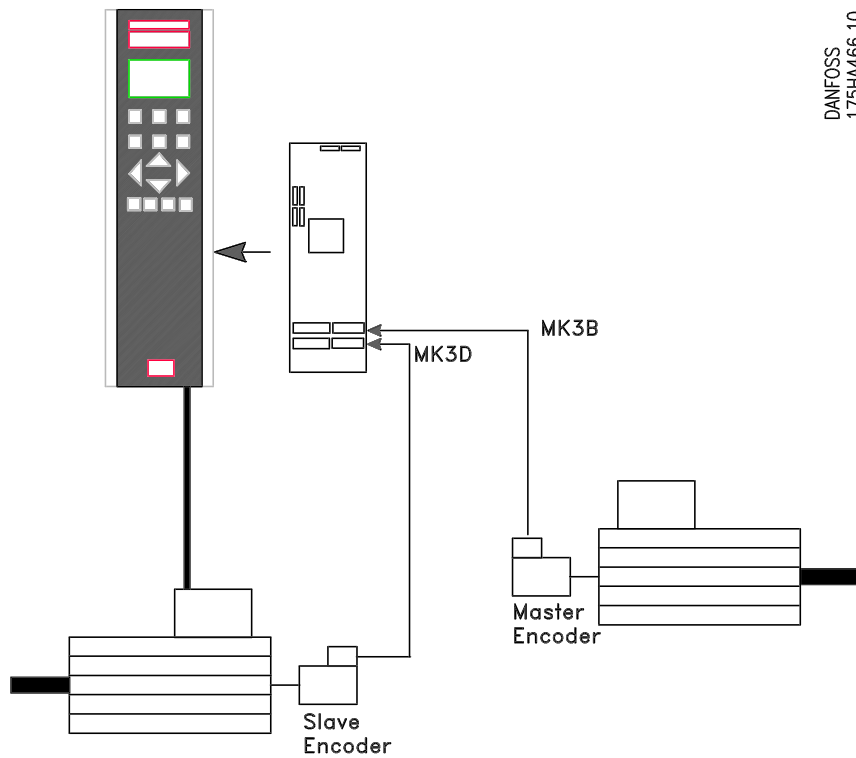 DANFOSS
175HA466.10
MK3B
MK3D
Master
Encoder
Slave
Encoder